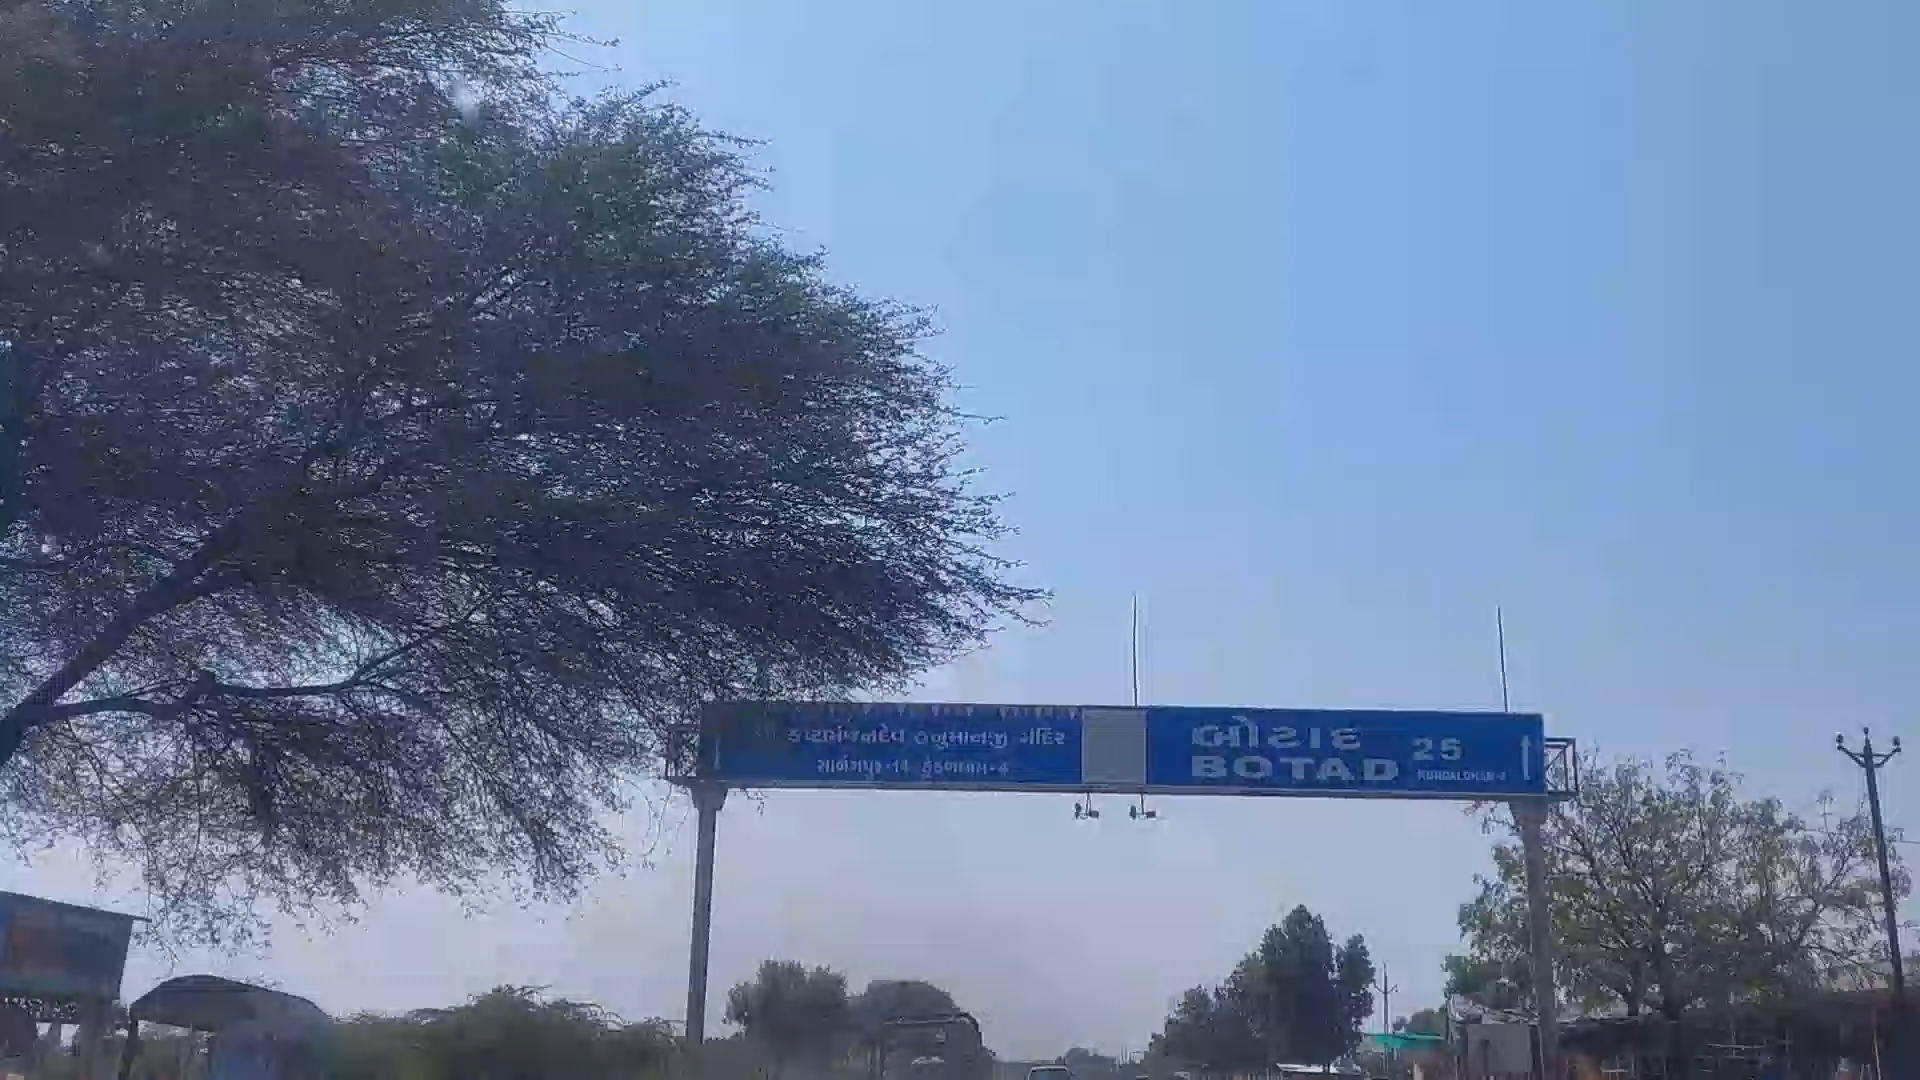 કષ્ટભંજનદેવ હનુમાનજી મંદિર
સાળંગપુર-14 કુંડળધામ-4
બોટાદ 25
BOTAD
KUNDALDHAM-4